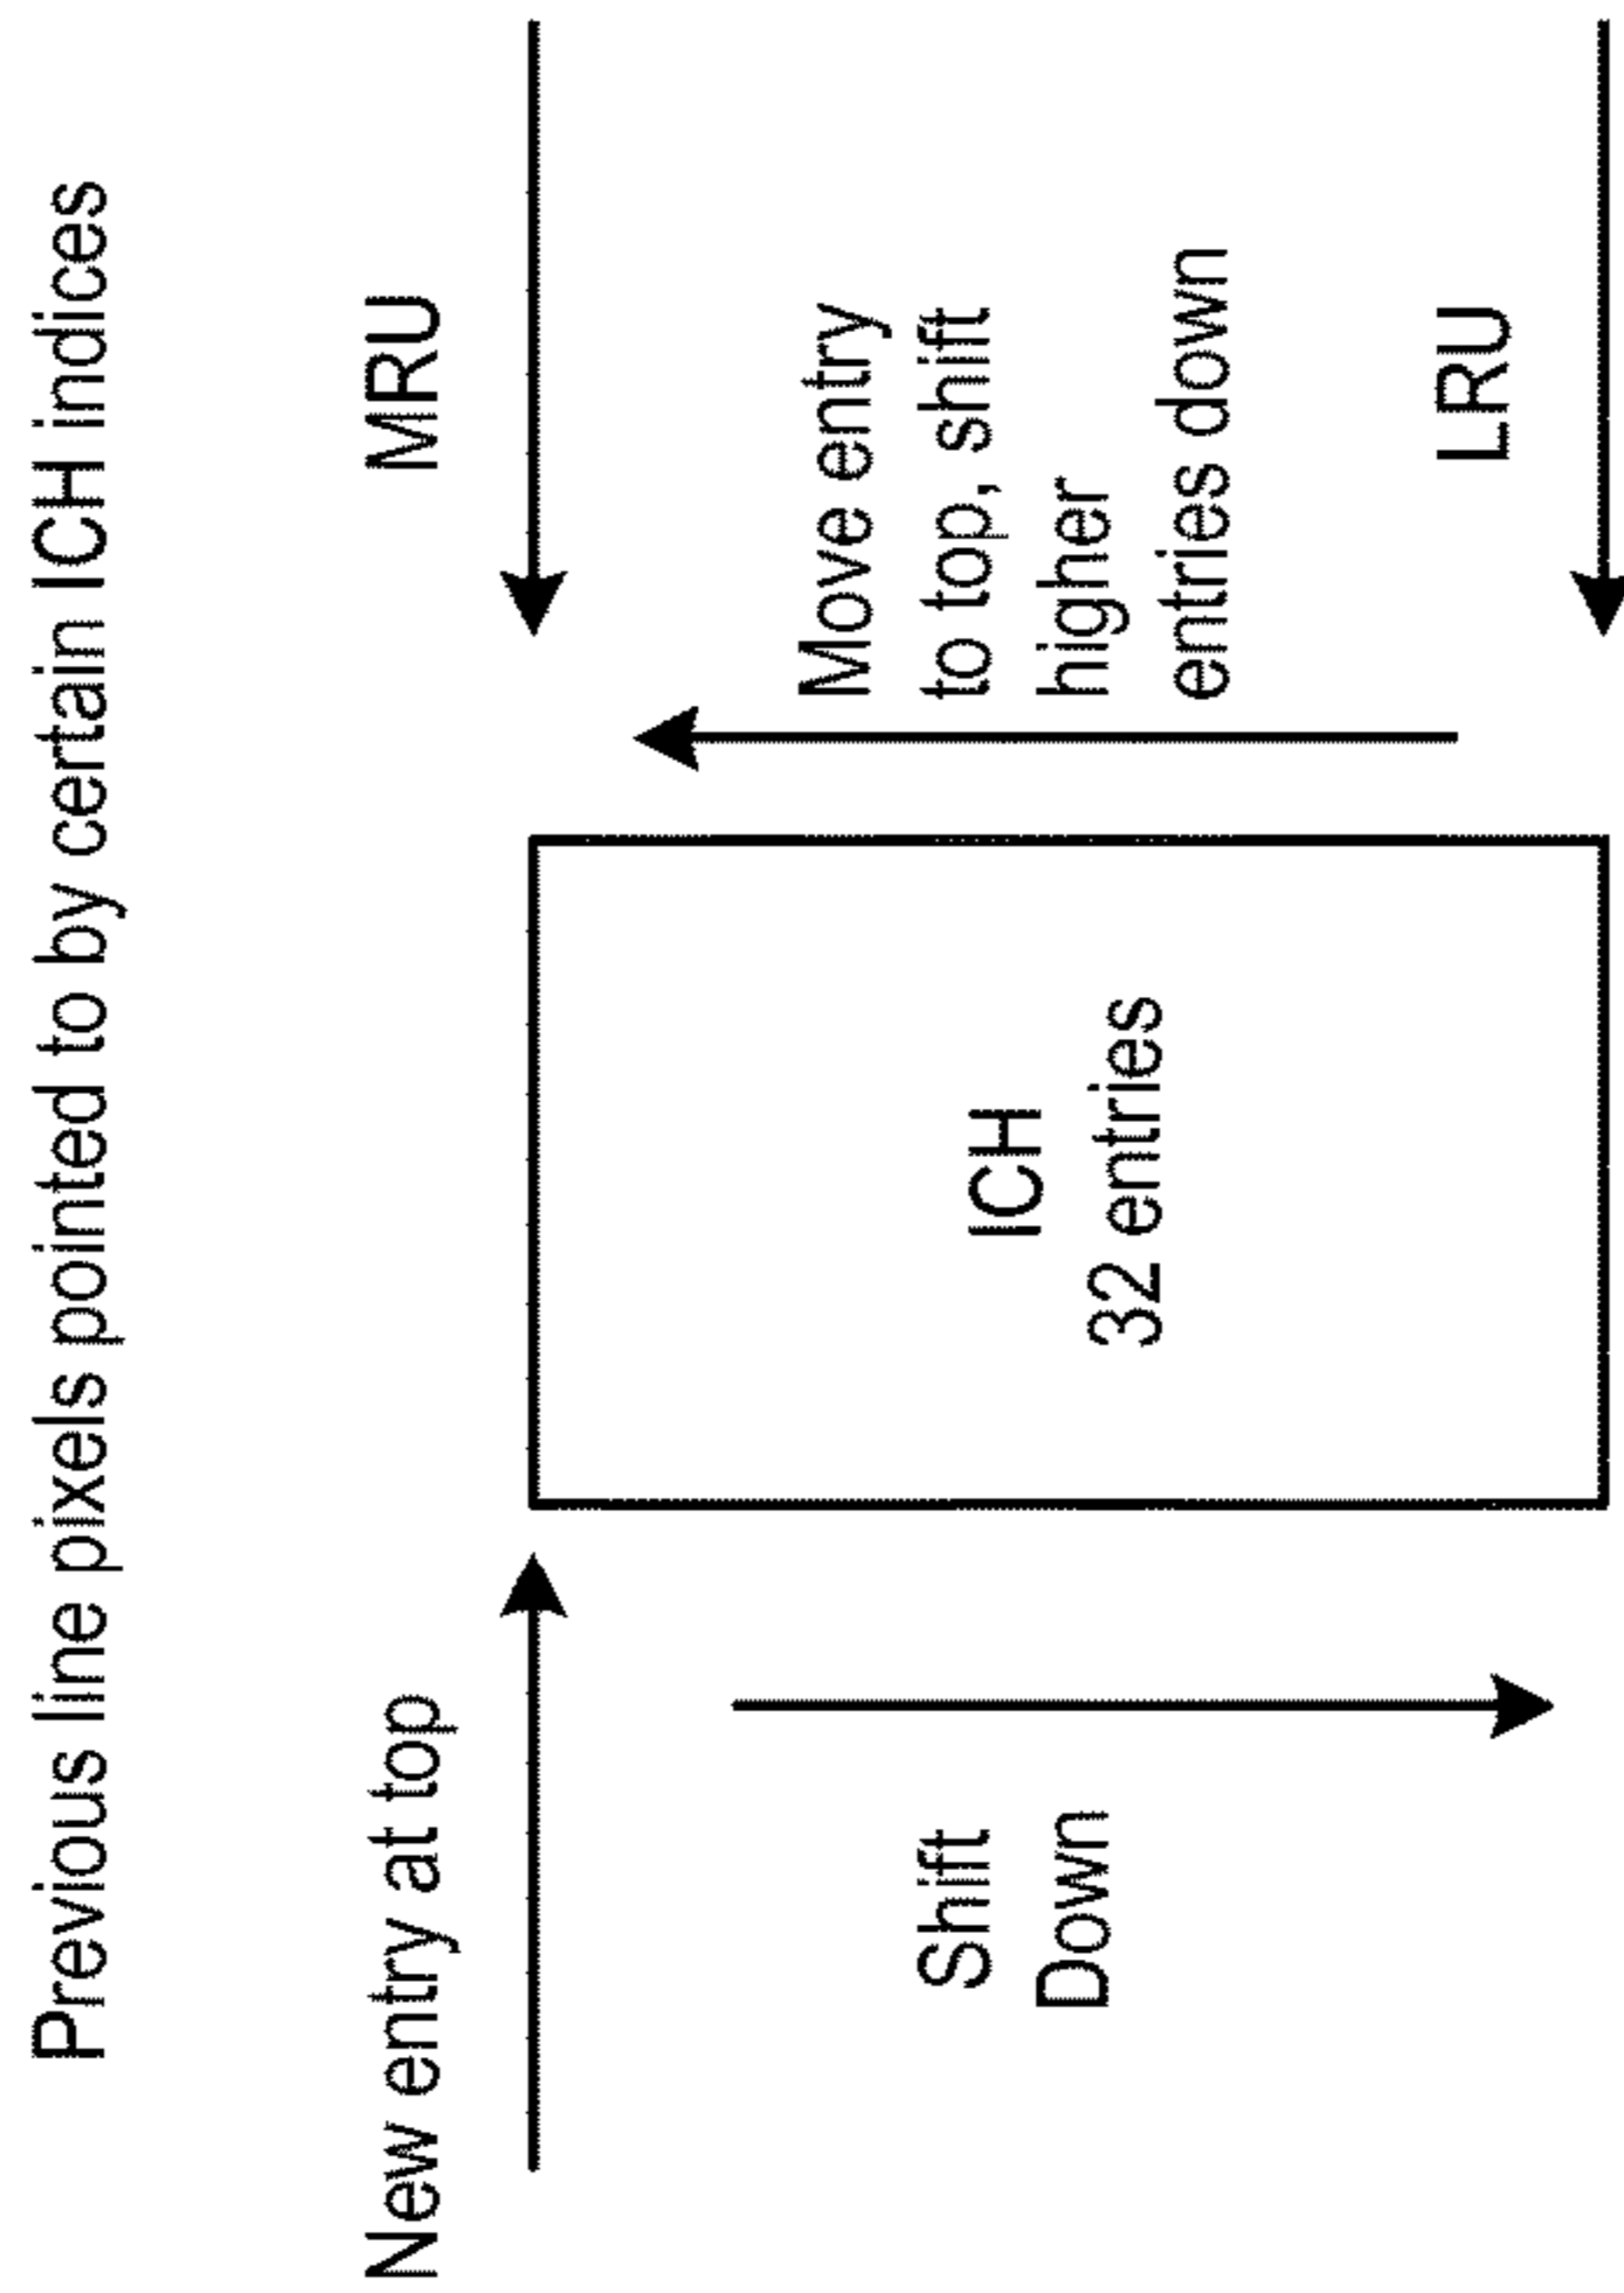 Previous line pixels pointed to by certain ICH indices
New entry at top
MRU
Shift
Down
ICH
32 entries
Move entry
to top, shift
higher
entries down
LRU